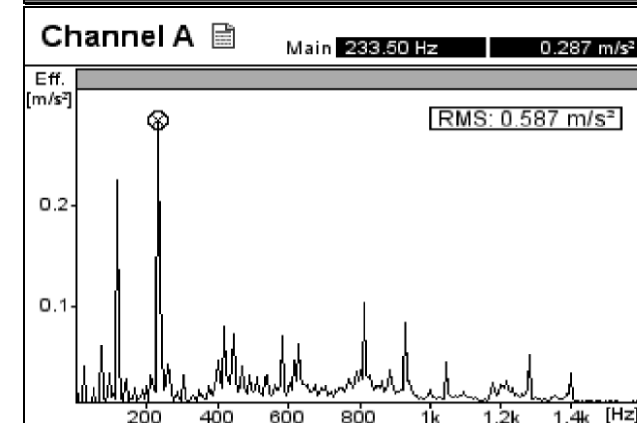 Channel A
Main 233.50 Hz 0.287 m/s²
Eff.
[m/s²]
RMS: 0.587 m/s²
0.2
0.1
200 400 600 800 1k 1.2k 1.4k [Hz]